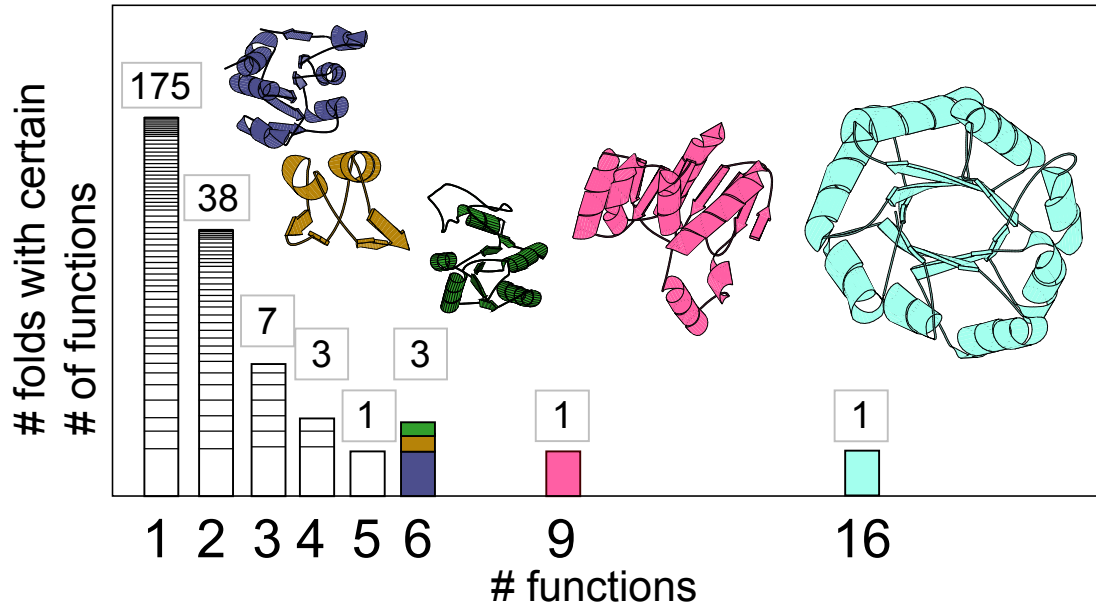 # folds with certain
# of functions
175
38
7
3
1
3
1
1
1 2 3 4 5 6 9 16
# functions